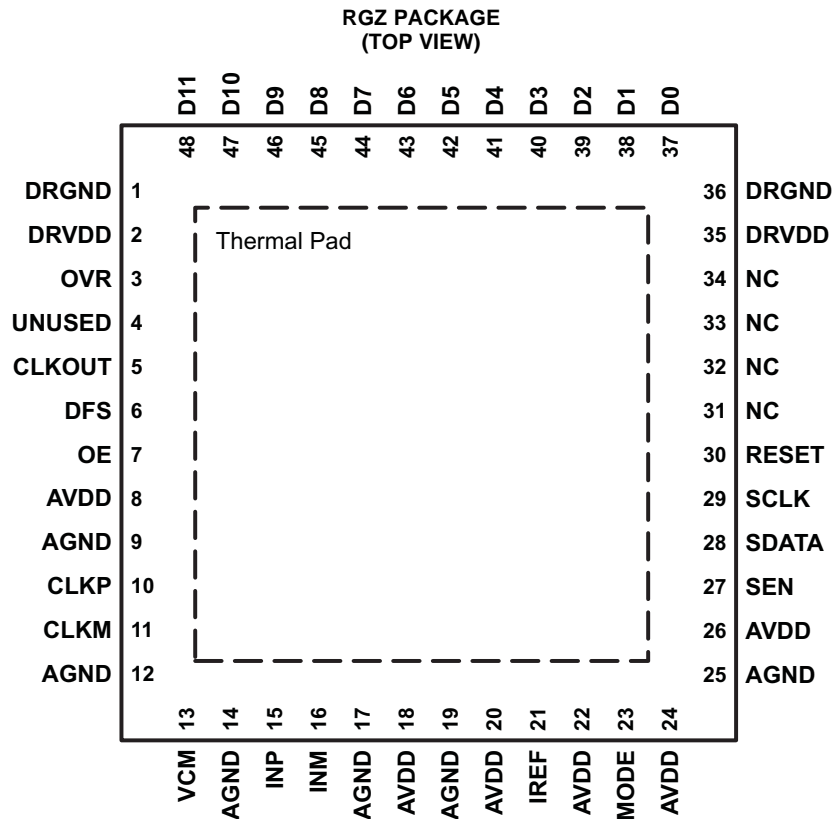 RGZ PACKAGE
(TOP VIEW)
D11 D10 D9 D8 D7 D6 D5 D4 D3 D2 D1 D0
48 47 46 45 44 43 42 41 40 39 38 37
DRGND 1 36 DRGND
DRVDD 2 Thermal Pad 35 DRVDD
OVR 3 34 NC
UNUSED 4 33 NC
CLKOUT 5 32 NC
DFS 6 31 NC
OE 7 30 RESET
AVDD 8 29 SCLK
AGND 9 28 SDATA
CLKP 10 27 SEN
CLKM 11 26 AVDD
AGND 12 25 AGND
13 14 15 16 17 18 19 20 21 22 23 24
VCM AGND INP INM AGND AVDD AGND AVDD IREF AVDD MODE AVDD